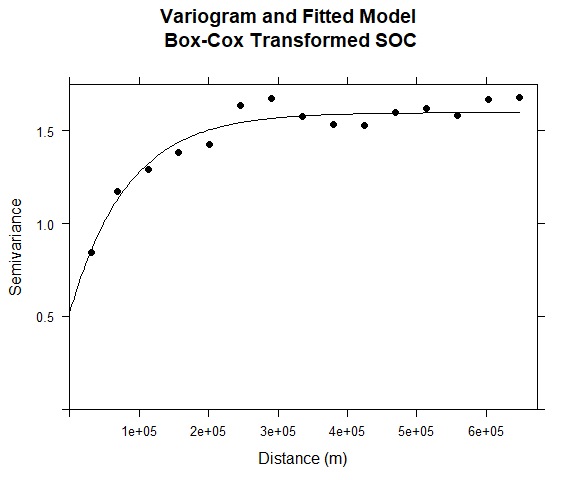 Variogram and Fitted Model
Box-Cox Transformed SOC
1.5
1.0
0.5
Semivariance
1e+05 2e+05 3e+05 4e+05 5e+05 6e+05
Distance (m)